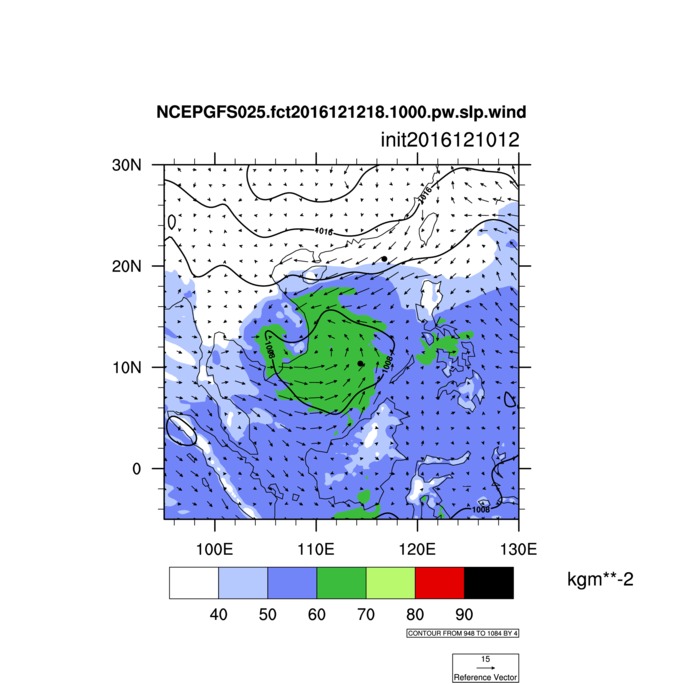 NCEPGFS025.fct2016121218.1000.pw.slp.wind
init2016121012
30N
20N
10N
0
1016
1016
1008
1008
1008
100E 110E 120E 130E
kgm**-2
40 50 60 70 80 90
CONTOUR FROM 948 TO 1084 BY 4
15
Reference Vector